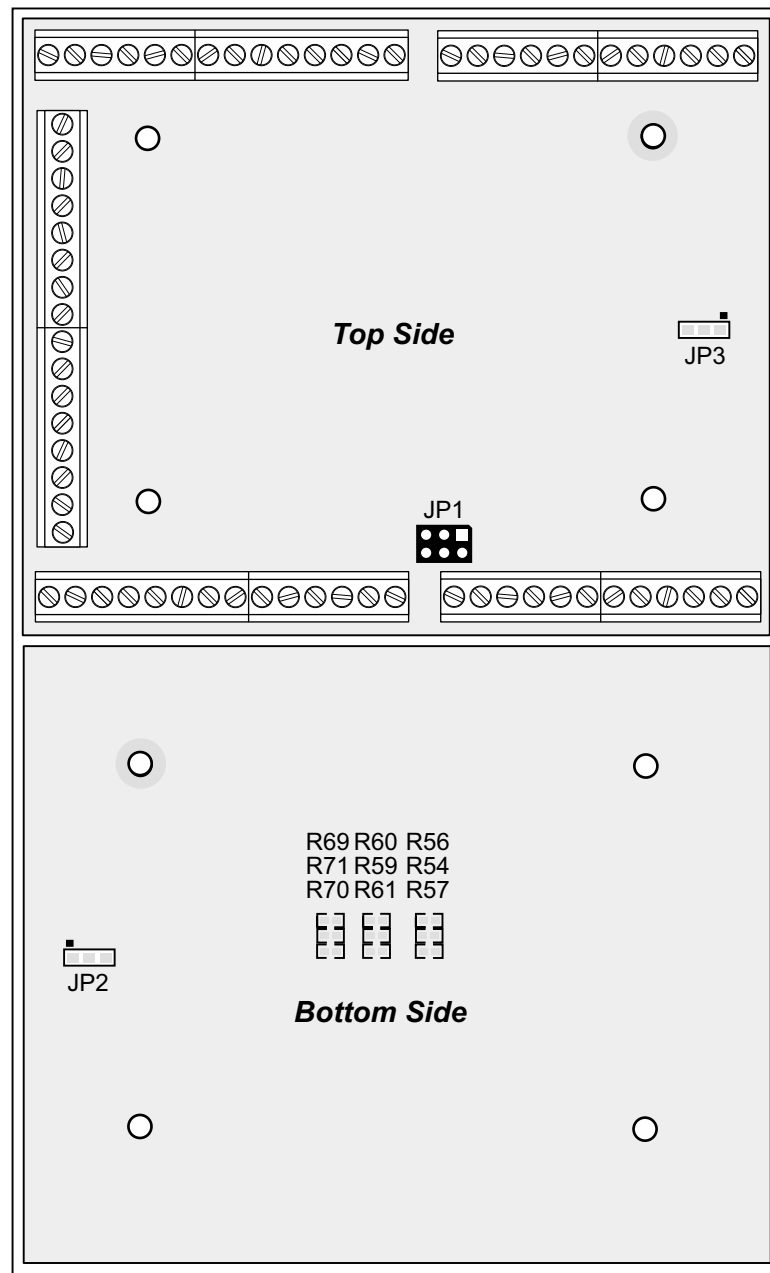 Top Side
JP3
JP1
R69 R60 R56
R71 R59 R54
R70 R61 R57
JP2
Bottom Side